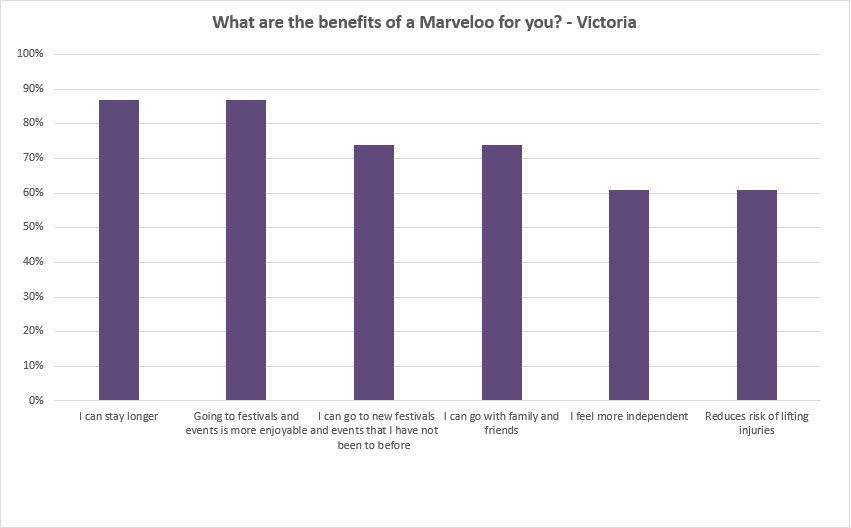 What are the benefits of a Marveloo for you? - Victoria
100%
90%
80%
70%
60%
50%
40%
30%
20%
10%
0%
I can stay longer
Going to festivals and
events is more enjoyable
I can go to new festivals
and events that I have not
been to before
I can go with family and
friends
I feel more independent
Reduces risk of lifting
injuries